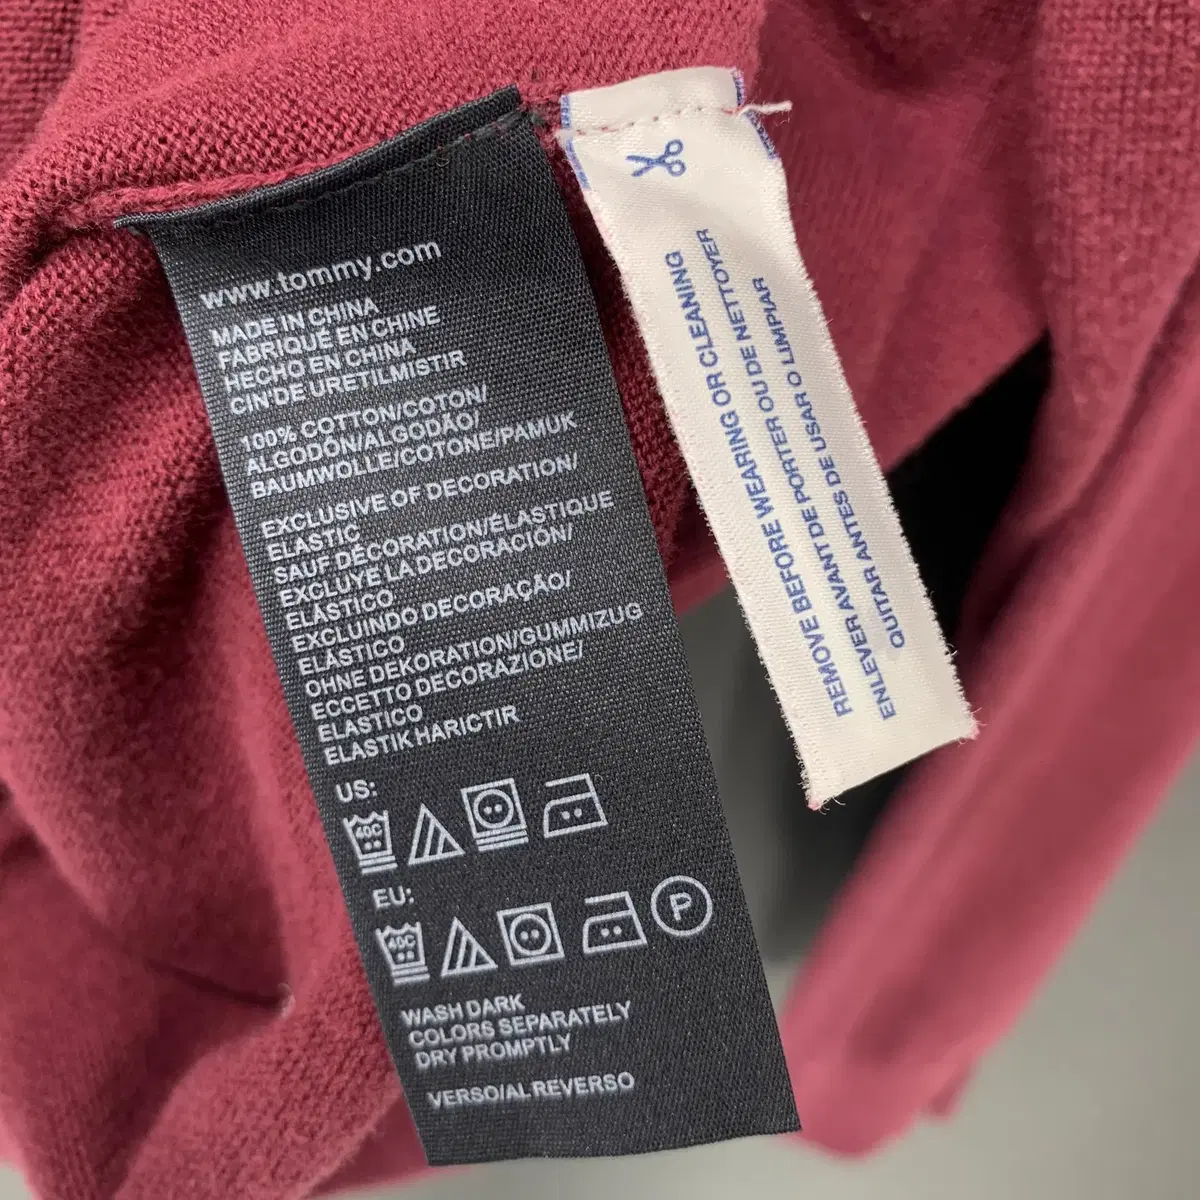 www.tommy.com
MADE IN CHINA
FABRIQUÉ EN CHINE
HECHO EN CHINA
CIN'DE URETILMISTIR
100% COTTON/COTON/
ALGODÓN/ALGODÃO/
BAUMWOLLE/COTONE/PAMUK
EXCLUSIVE OF DECORATION/
ELASTIC
SAUF DÉCORATION/ÉLASTIQUE
EXCLUYE LA DECORACIÓN/
ELÁSTICO
EXCLUINDO DECORAÇÃO/
ELÁSTICO
OHNE DEKORATION/GUMMIZUG
ECCETTO DECORAZIONE/
ELASTICO
ELASTIK HARICTIR
US:
40C
EU:
40C
P
WASH DARK
COLORS SEPARATELY
DRY PROMPTLY
VERSO/AL REVERSO
REMOVE BEFORE WEARING OR CLEANING
ENLEVER AVANT DE PORTER OU DE NETTOYER
QUITAR ANTES DE USAR O LIMPIAR